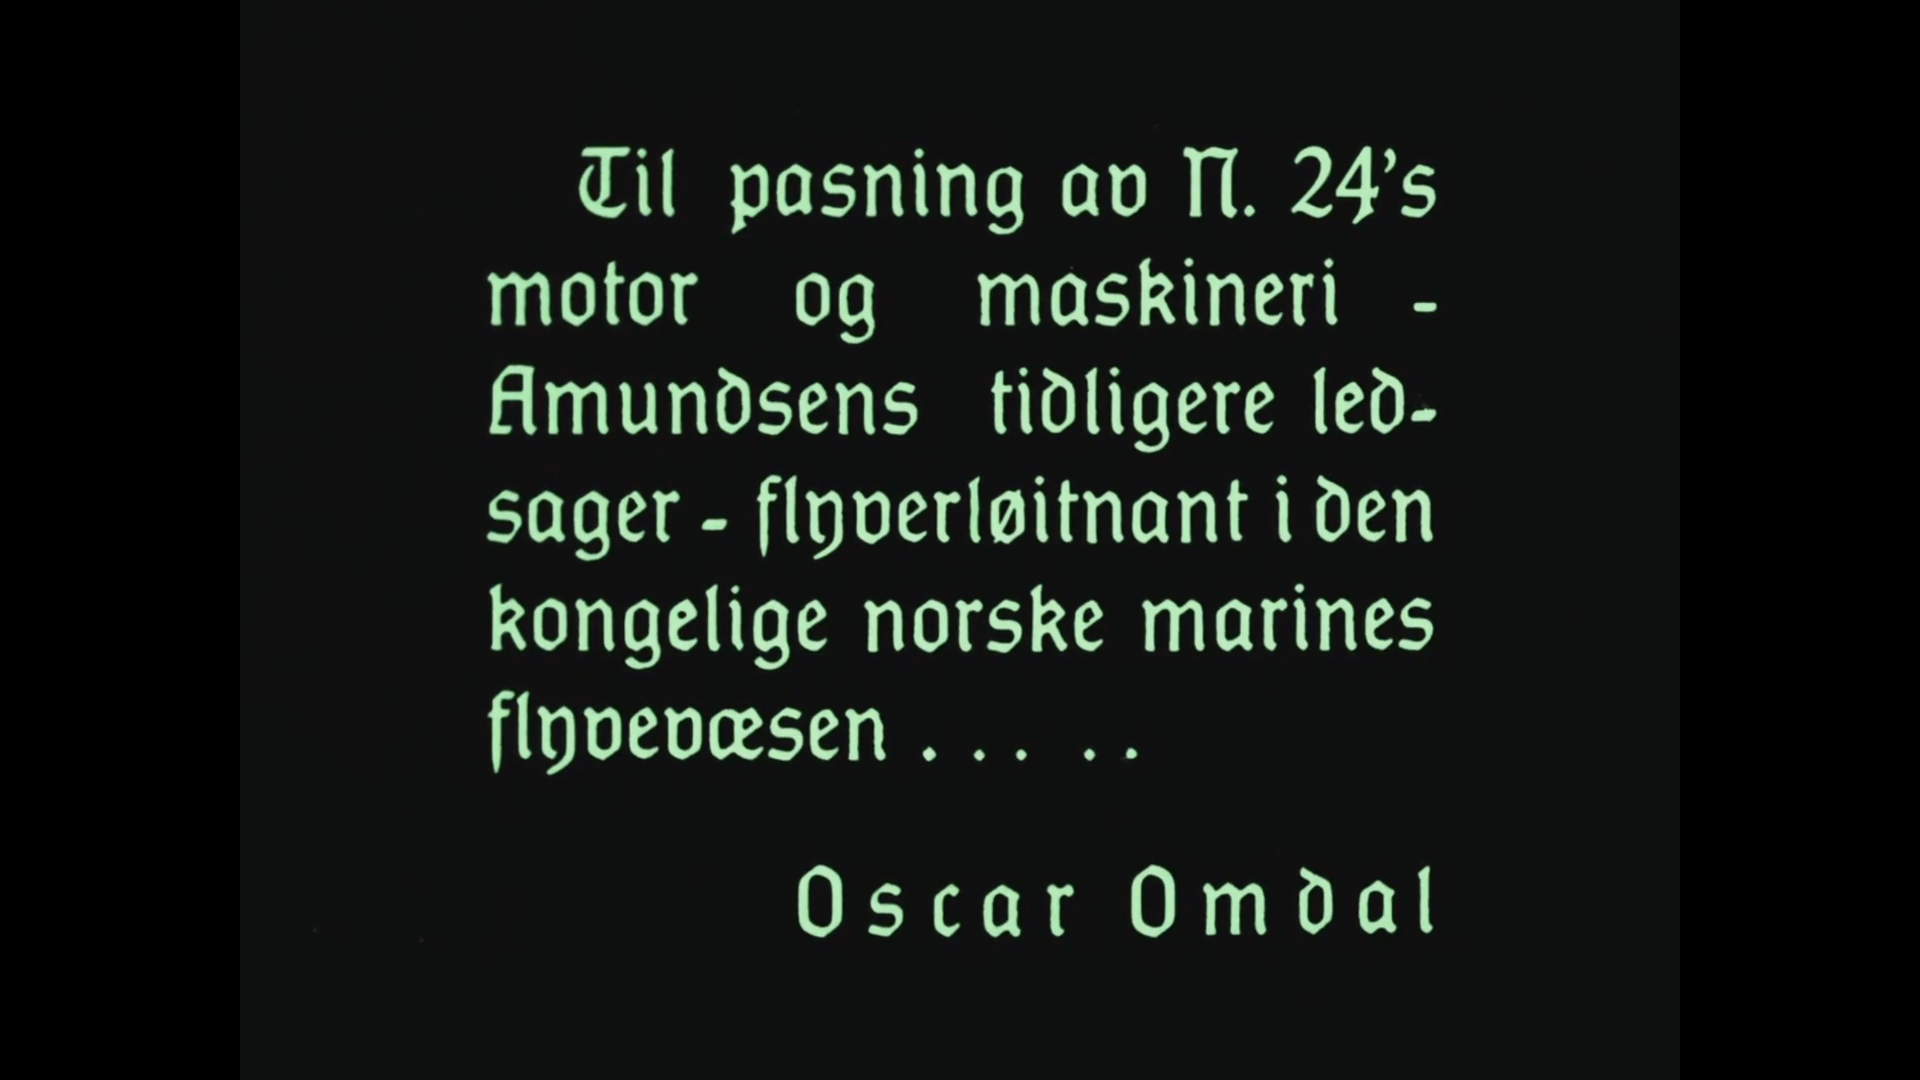 Til pasning av N. 24's
motor og maskineri -
Amundsens tidligere led-
sager - flyverløitnant i den
kongelige norske marines
flyvevæsen . . . . .
Oscar Omdal